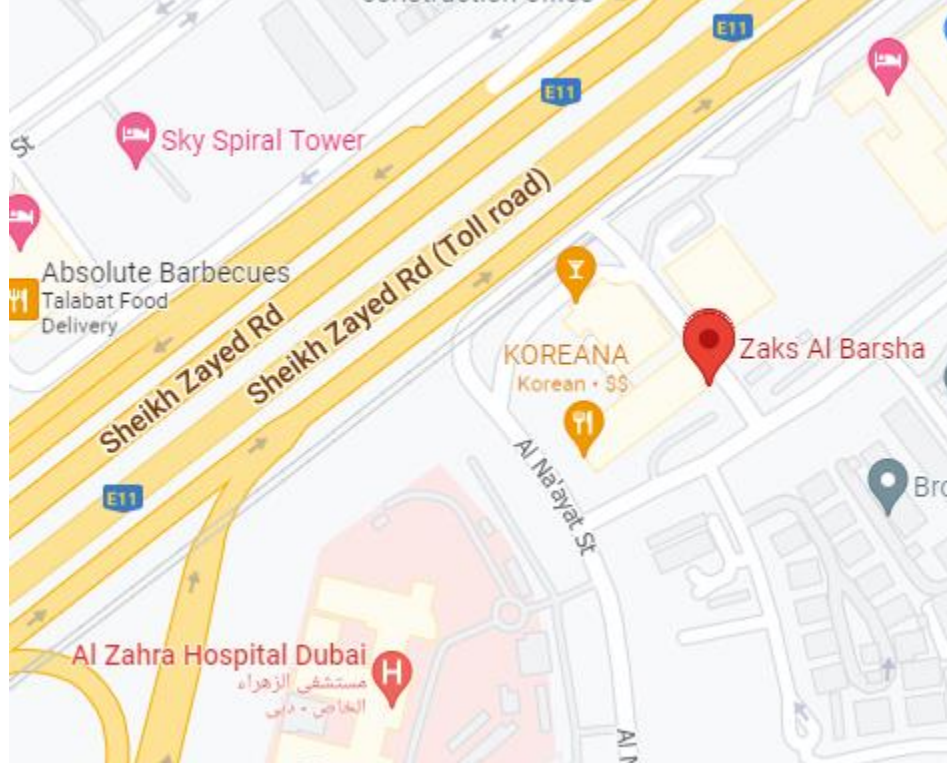 E11
E11
Sky Spiral Tower
St
Sheikh Zayed Rd (Toll road)
Absolute Barbecues
Talabat Food
Delivery
Sheikh Zayed Rd
KOREANA
Korean • $$
Zaks Al Barsha
Al Na'ayat St
E11
Al Zahra Hospital Dubai
مستشفى الزهراء
الخاص - دبي
H